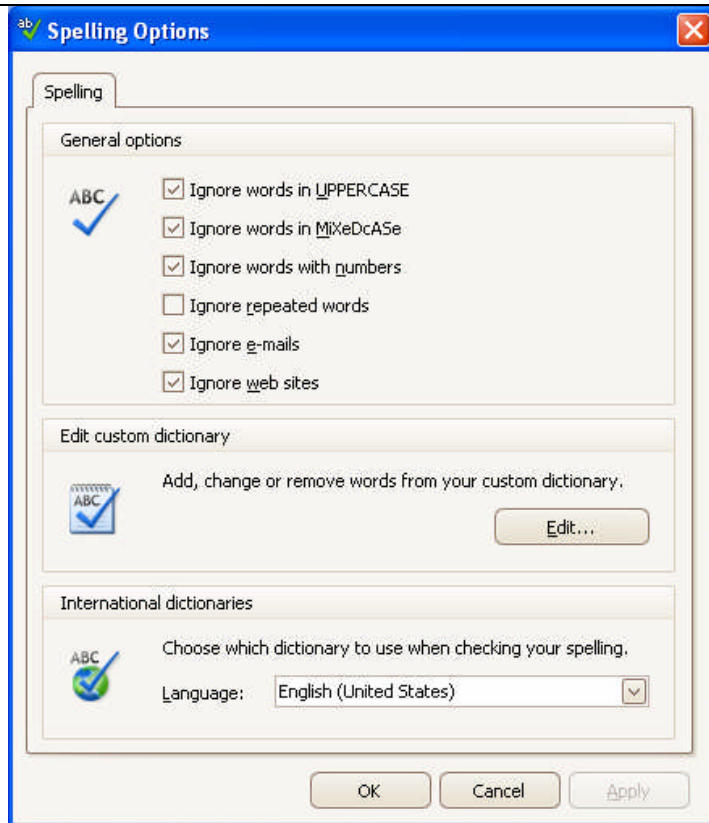 ab
Spelling Options
Spelling
General options
ABC
Ignore words in UPPERCASE
Ignore words in MiXeDcASe
Ignore words with numbers
Ignore repeated words
Ignore e-mails
Ignore web sites
Edit custom dictionary
ABC
Add, change or remove words from your custom dictionary.
Edit...
International dictionaries
ABC
Choose which dictionary to use when checking your spelling.
Language: English (United States)
OK Cancel Apply